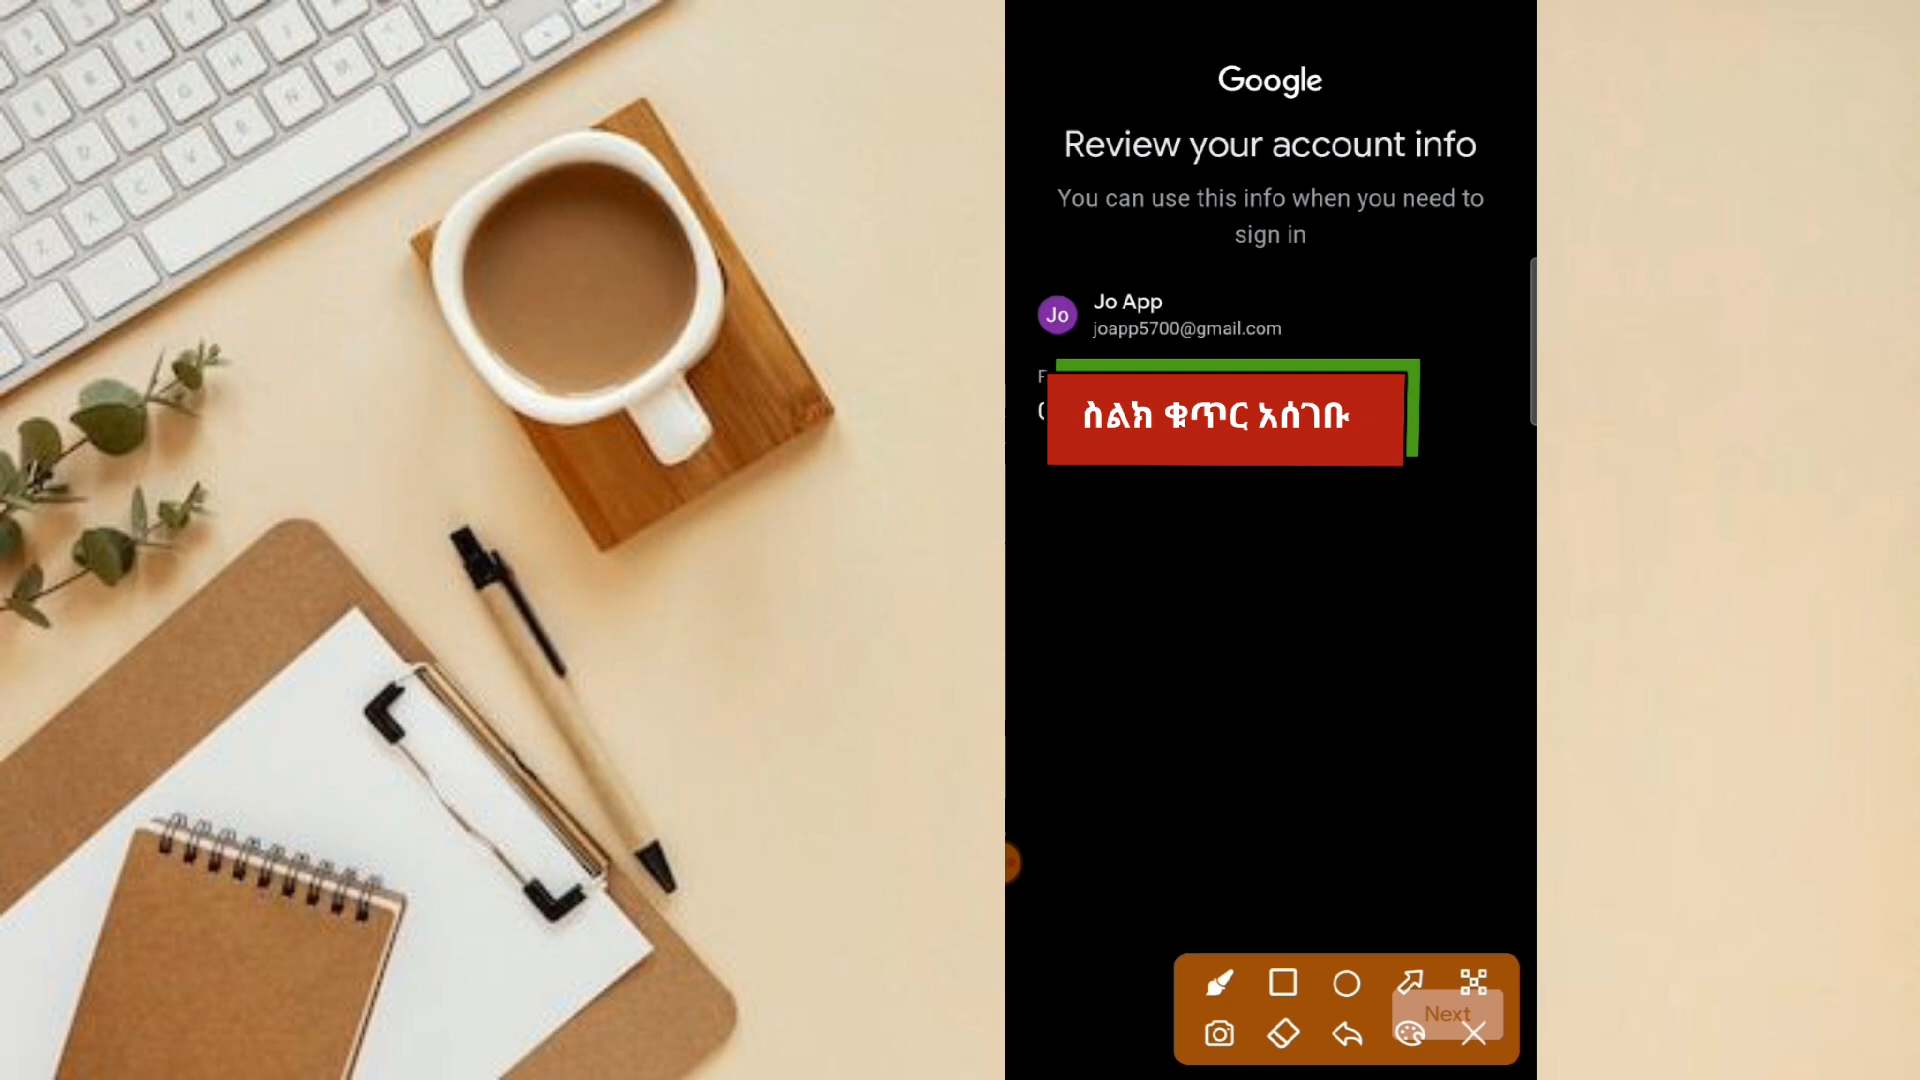 Google
Review your account info
You can use this info when you need to
sign in
Jo
Jo App
joapp5700@gmail.com
ስልክ ቁጥር አሰገቡ
Next